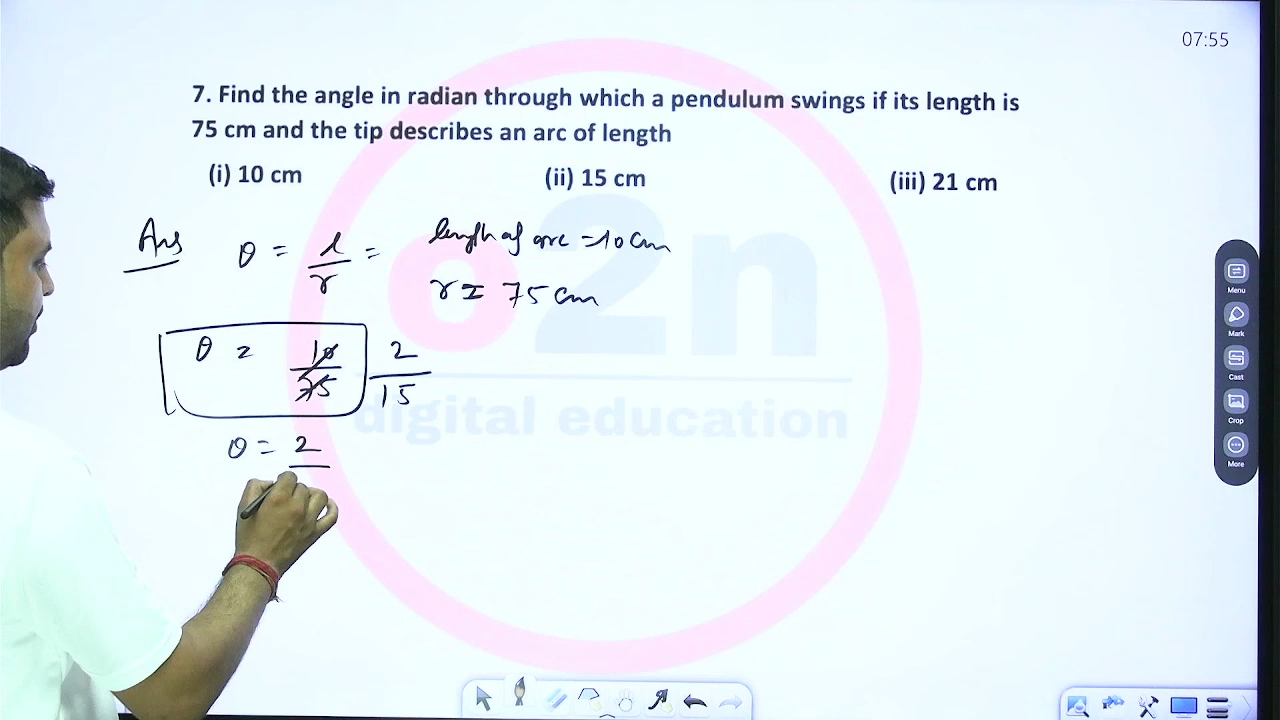 07:55
7. Find the angle in radian through which a pendulum swings if its length is
75 cm and the tip describes an arc of length
(i) 10 cm (ii) 15 cm (iii) 21 cm
Ans θ = l/r = length of arc = 10 cm
r = 75 cm
θ = 10/75 2/15
θ = 2
o2n
digital education
Menu
Mark
Cast
Crop
More